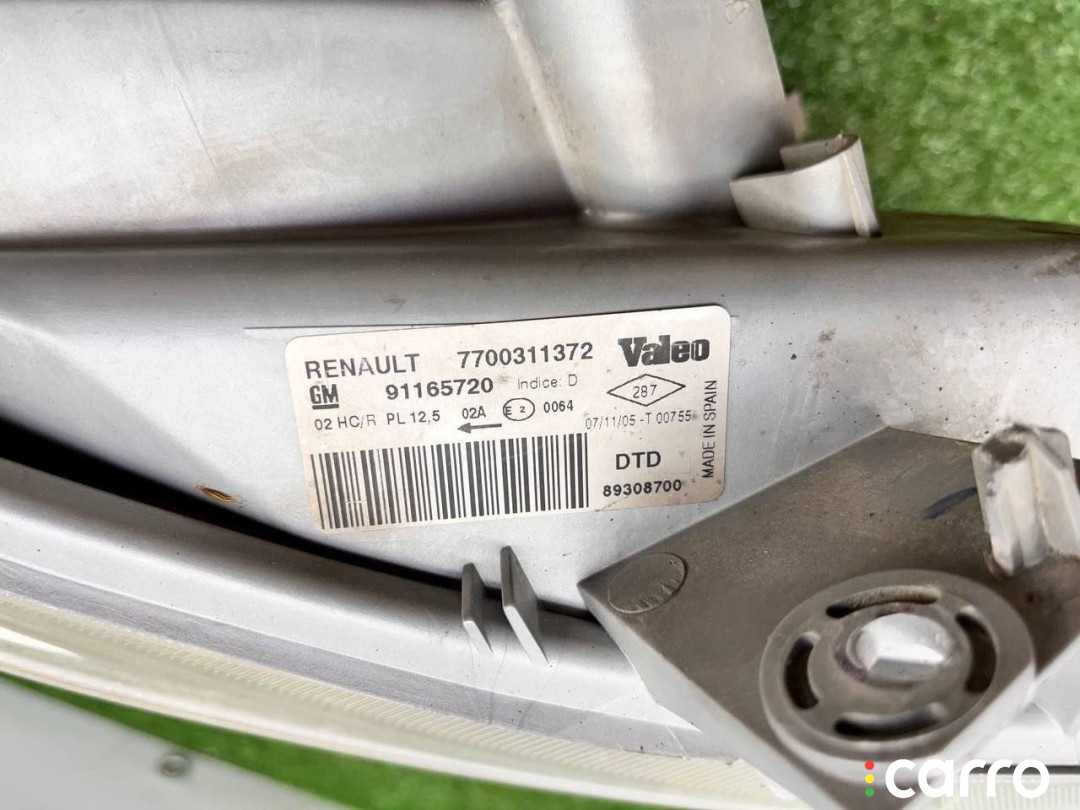 RENAULT 7700311372 Valeo
GM 91165720 Indice: D
02 HC/R PL 12,5 02A E 2 0064
287
07/11/05 -T 00755
MADE IN SPAIN
DTD
89308700
carro